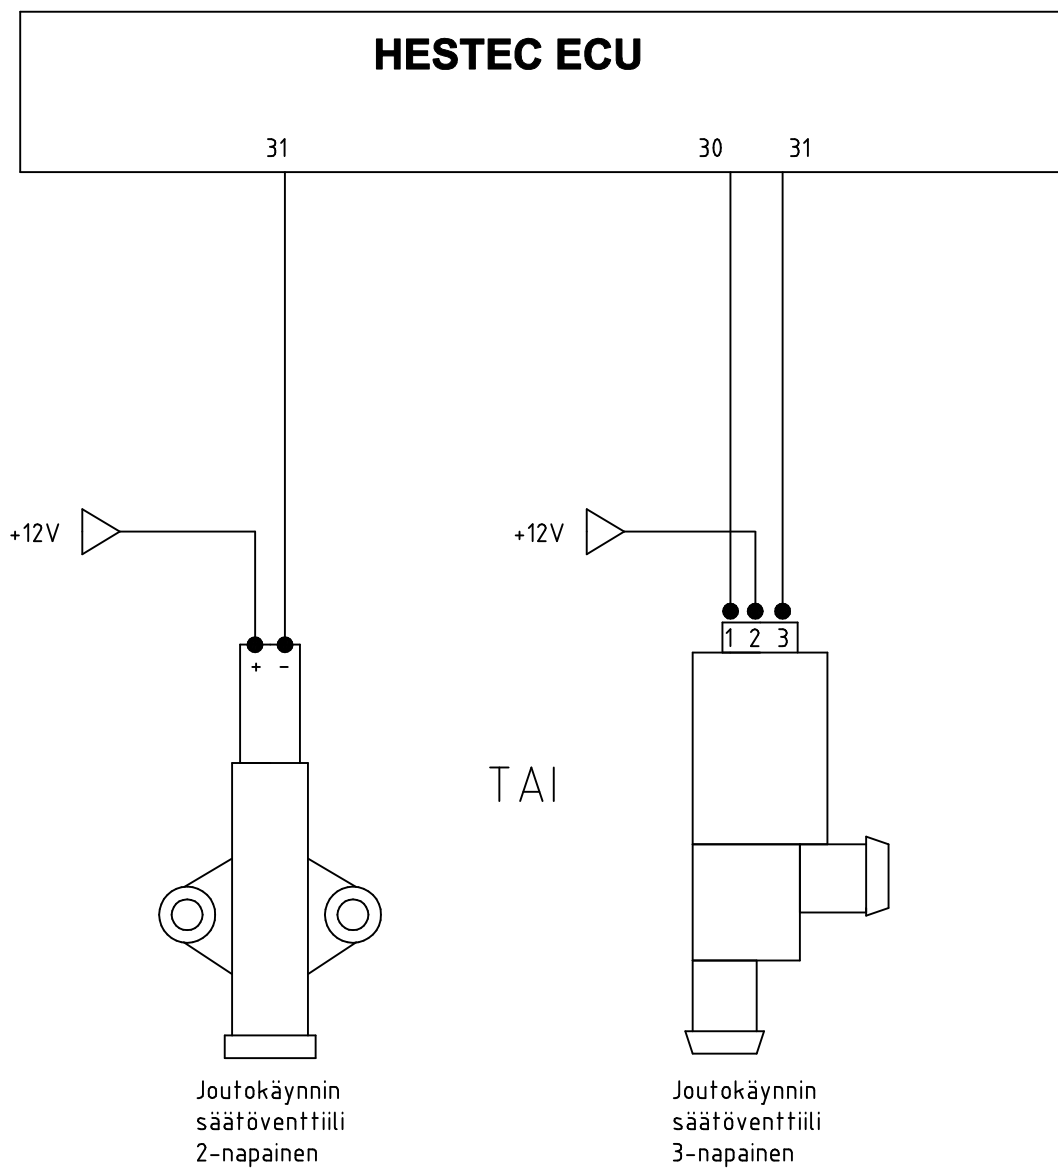 HESTEC ECU
31
30
31
+12V
+12V
+ -
1 2 3
TAI
Joutokäynnin
säätöventtiili
2-napainen
Joutokäynnin
säätöventtiili
3-napainen